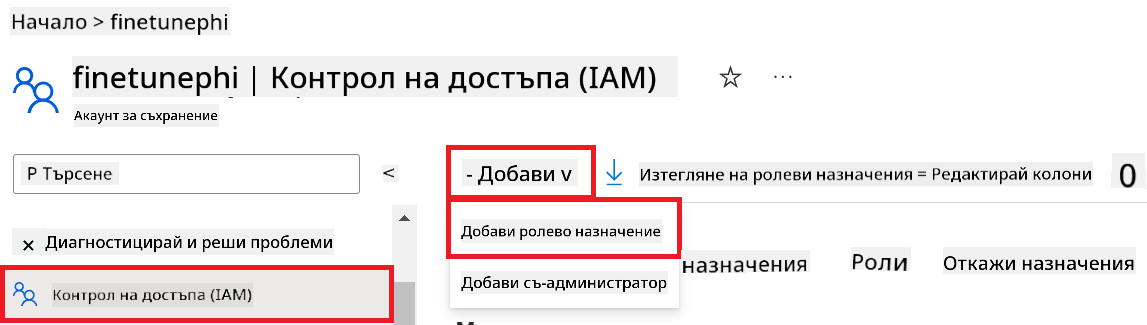 Начало > finetunephi
finetunephi | Контрол на достъпа (IAM)
Акаунт за съхранение
Р Търсене
<
- Добави v
Изтегляне на ролеви назначения = Редактирай колони
0
Добави ролево назначение
Диагностицирай и реши проблеми
назначения
Роли
Откажи назначения
Контрол на достъпа (IAM)
Добави съ-администратор